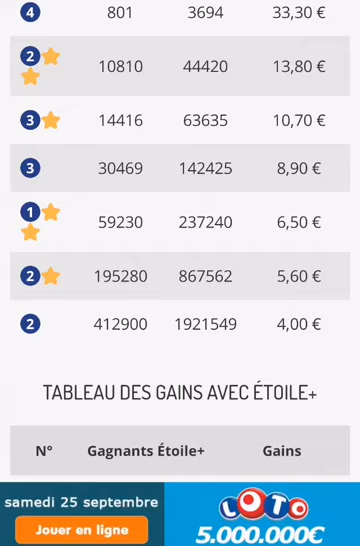 4 801 3694 33,30 €
2 10810 44420 13,80 €
3 14416 63635 10,70 €
3 30469 142425 8,90 €
1 59230 237240 6,50 €
2 195280 867562 5,60 €
2 412900 1921549 4,00 €
TABLEAU DES GAINS AVEC ÉTOILE+
N° Gagnants Étoile+ Gains
samedi 25 septembre
Jouer en ligne
LOTO
5.000.000€